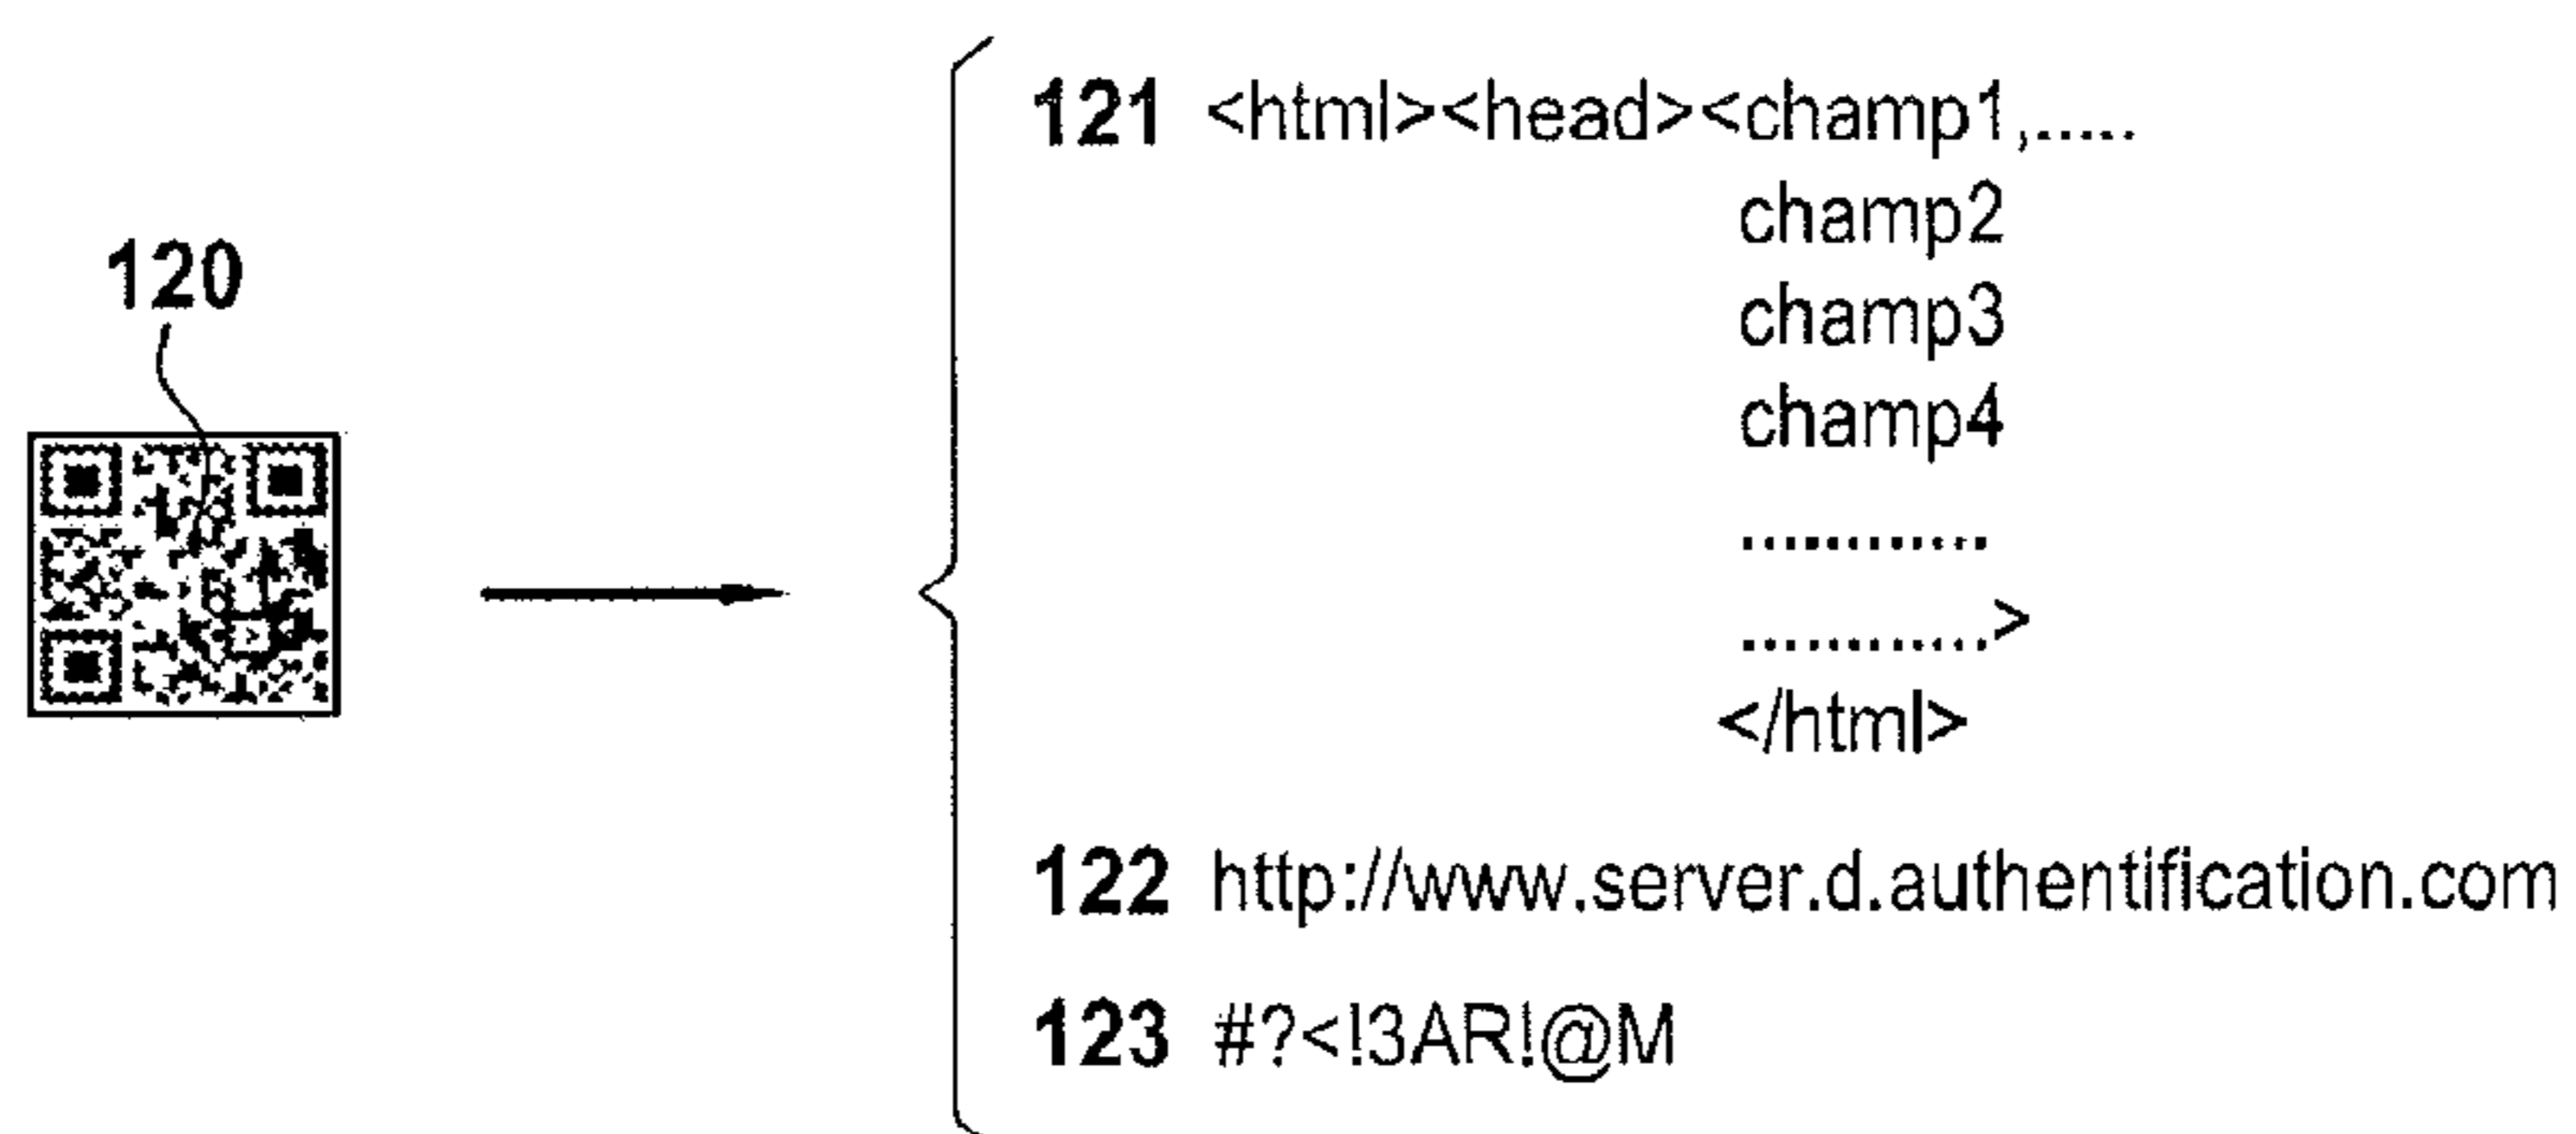 120
121 <html><head><champ1,.....
champ2
champ3
champ4
............
............>
</html>
122 http://www.server.d.authentification.com
123 #?<!3AR!@M